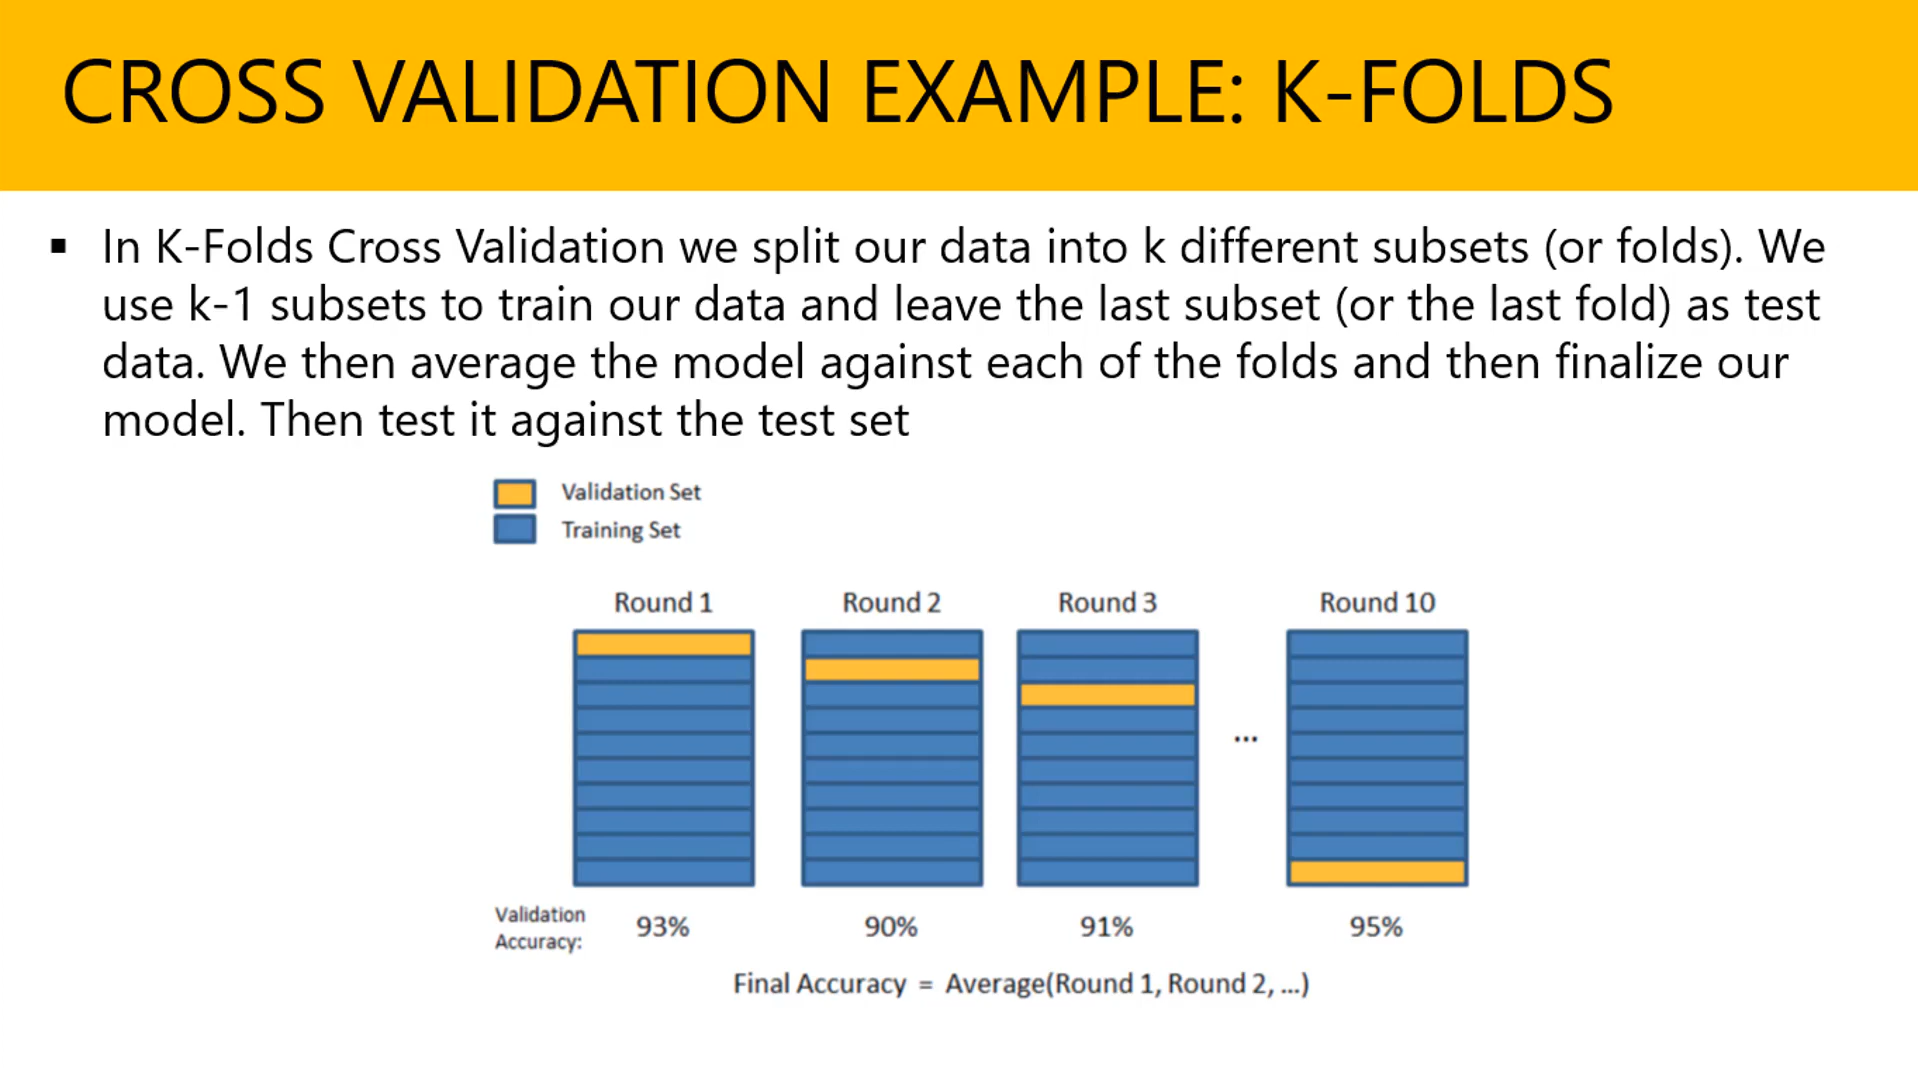 CROSS VALIDATION EXAMPLE: K-FOLDS
▪ In K-Folds Cross Validation we split our data into k different subsets (or folds). We
use k-1 subsets to train our data and leave the last subset (or the last fold) as test
data. We then average the model against each of the folds and then finalize our
model. Then test it against the test set
Validation Set
Training Set
Round 1 Round 2 Round 3 Round 10
...
Validation
Accuracy: 93% 90% 91% 95%
Final Accuracy = Average(Round 1, Round 2, ...)